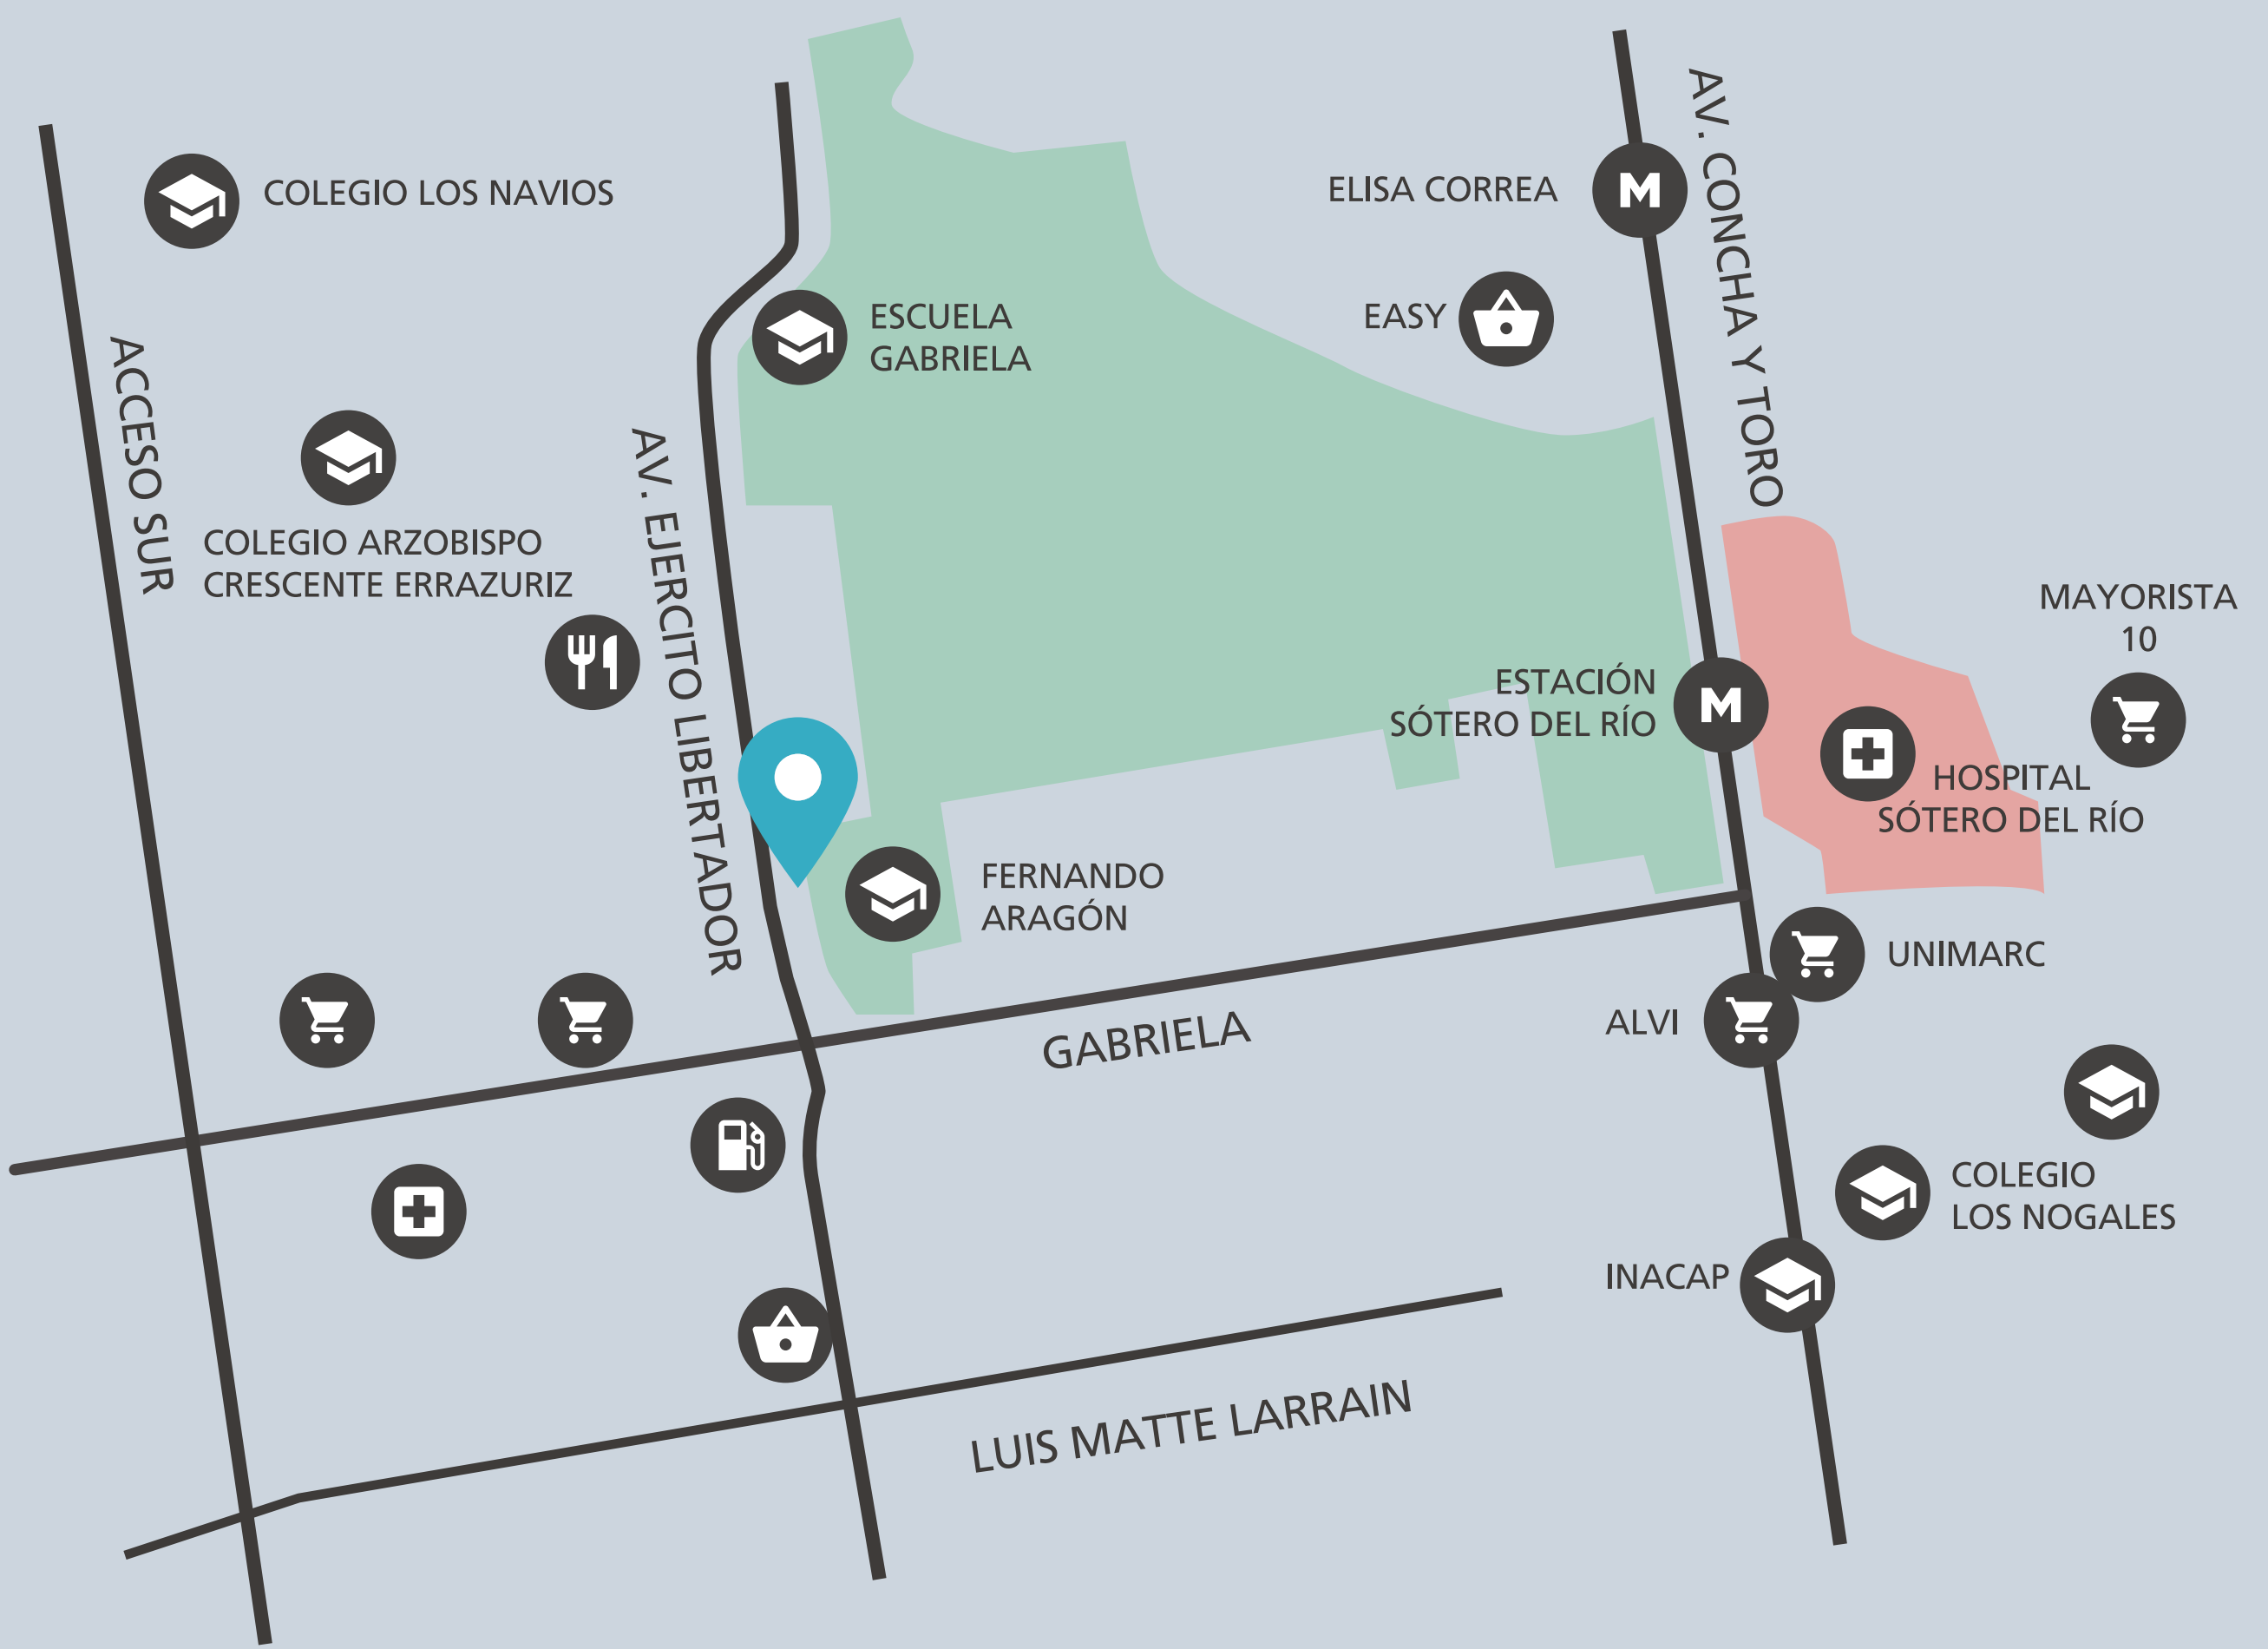 COLEGIO LOS NAVIOS
ELISA CORREA
AV. CONCHA Y TORO
EASY
ESCUELA
GABRIELA
ACCESO SUR
AV. EJERCITO LIBERTADOR
COLEGIO ARZOBISPO
CRESCENTE ERRAZURIZ
MAYORISTA
10
ESTACIÓN
SÓTERO DEL RÍO
HOSPITAL
SÓTERO DEL RÍO
FERNANDO
ARAGÓN
UNIMARC
ALVI
GABRIELA
COLEGIO
LOS NOGALES
INACAP
LUIS MATTE LARRAIN